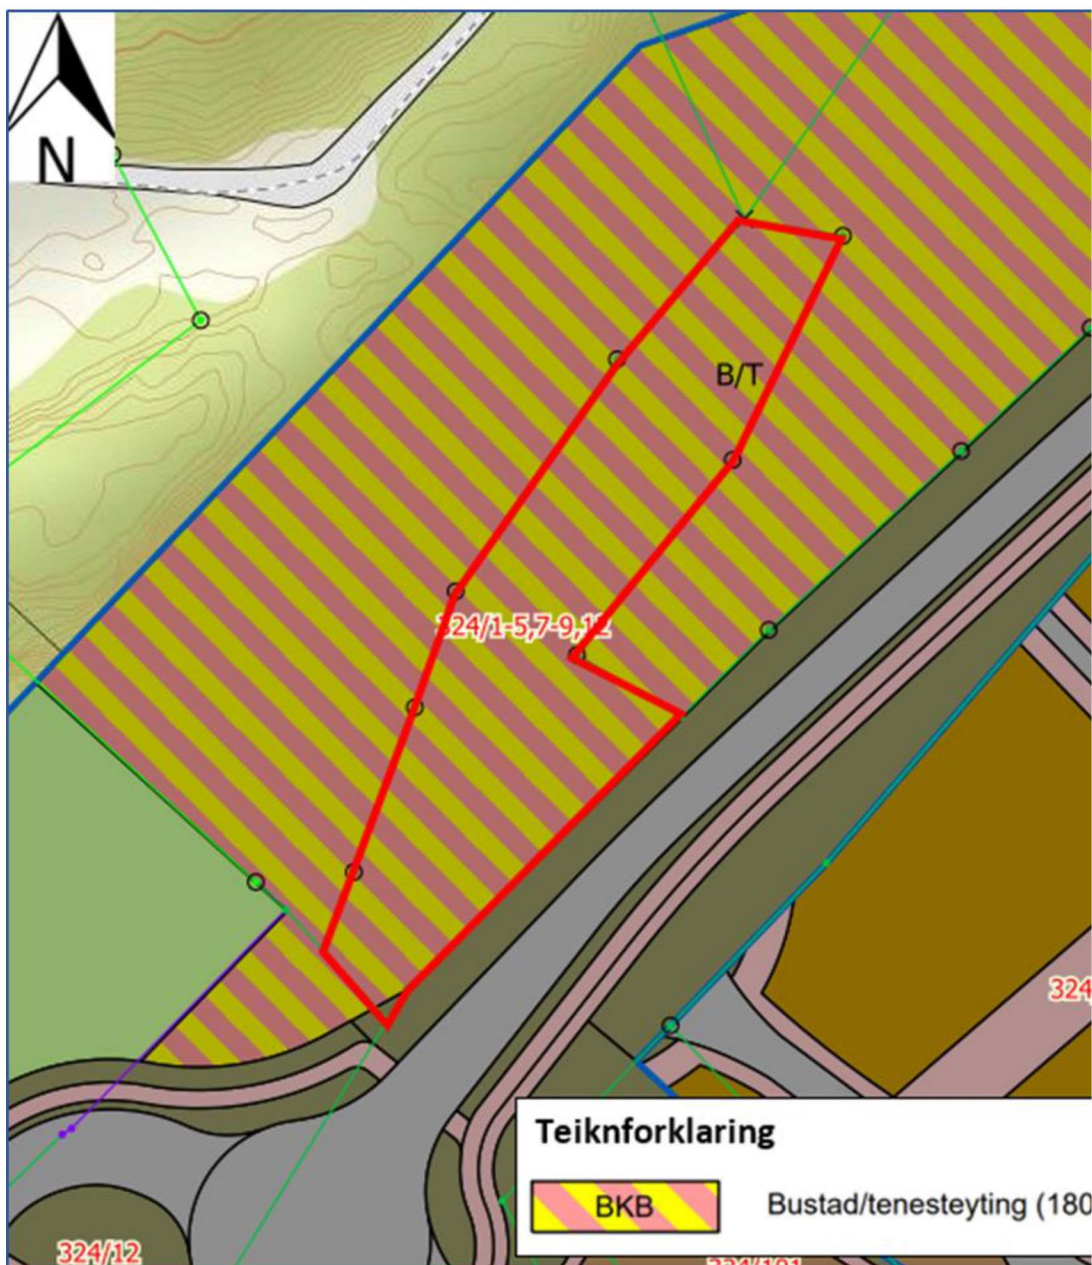 N
B/T
324/1-5,7-9,12
324
Teiknforklaring
BKB
Bustad/tenesteyting (180
324/12